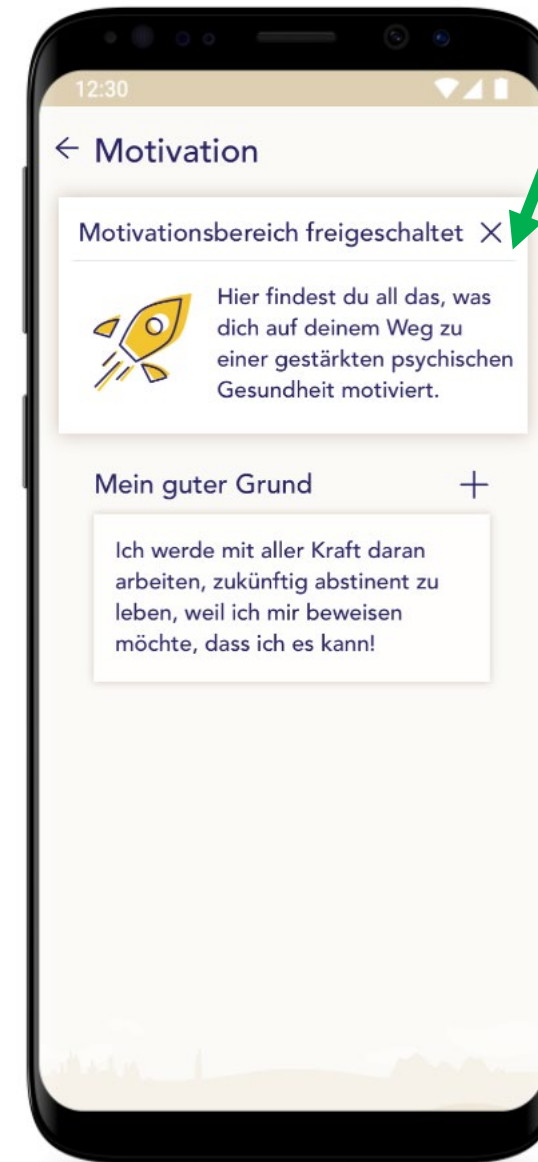 12:30
← Motivation
Motivationsbereich freigeschaltet ×
Hier findest du all das, was
dich auf deinem Weg zu
einer gestärkten psychischen
Gesundheit motiviert.
Mein guter Grund +
Ich werde mit aller Kraft daran
arbeiten, zukünftig abstinent zu
leben, weil ich mir beweisen
möchte, dass ich es kann!